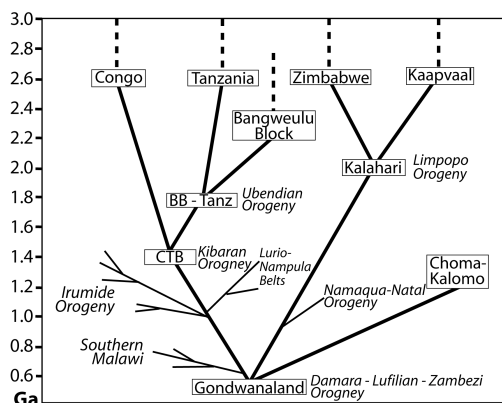 3.0
2.8
2.6
2.4
2.2
2.0
1.8
1.6
1.4
1.2
1.0
0.8
0.6
Ga
Congo
Tanzania
Zimbabwe
Kaapvaal
Bangweulu
Block
Kalahari
Limpopo
Orogeny
BB - Tanz
Ubendian
Orogeny
CTB
Kibaran
Orogney
Lurio-
Nampula
Belts
Choma-
Kalomo
Irumide
Orogeny
Namaqua-Natal
Orogeny
Southern
Malawi
Gondwanaland
Damara - Lufilian - Zambezi
Orogney